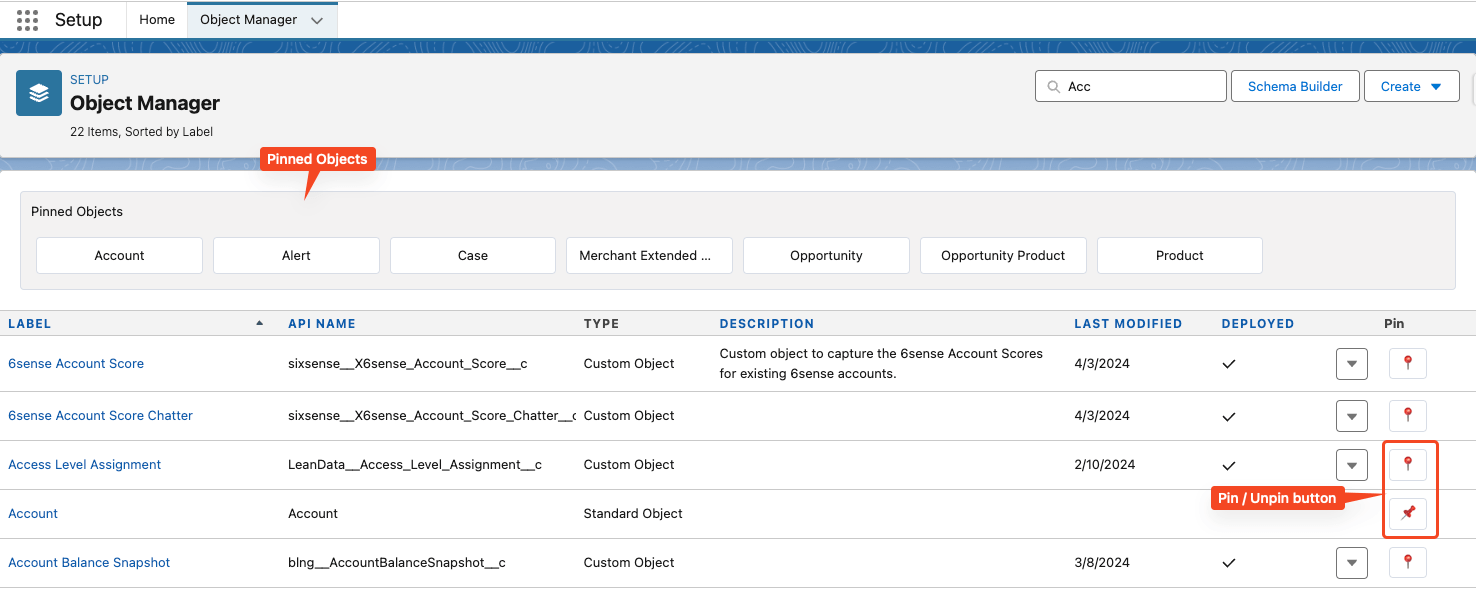 Setup
Home
Object Manager
SETUP
Object Manager
22 Items, Sorted by Label
Acc
Schema Builder
Create
Pinned Objects
Pinned Objects
Account
Alert
Case
Merchant Extended ...
Opportunity
Opportunity Product
Product
LABEL API NAME TYPE DESCRIPTION LAST MODIFIED DEPLOYED Pin
6sense Account Score sixsense__X6sense_Account_Score__c Custom Object Custom object to capture the 6sense Account Scores 4/3/2024
for existing 6sense accounts.
6sense Account Score Chatter sixsense__X6sense_Account_Score_Chatter__c Custom Object 4/3/2024
Access Level Assignment LeanData__Access_Level_Assignment__c Custom Object 2/10/2024
Pin / Unpin button
Account Account Standard Object
Account Balance Snapshot blng__AccountBalanceSnapshot__c Custom Object 3/8/2024